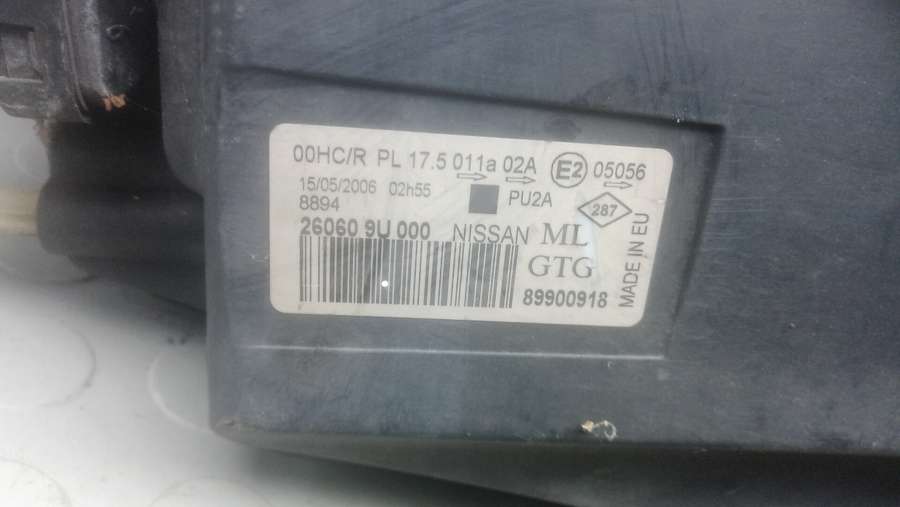 00HC/R PL 17.5 011a 02A E2 05056
15/05/2006 02h55 PU2A 287
8894
26060 9U 000 NISSAN ML
GTG
89900918
MADE IN EU